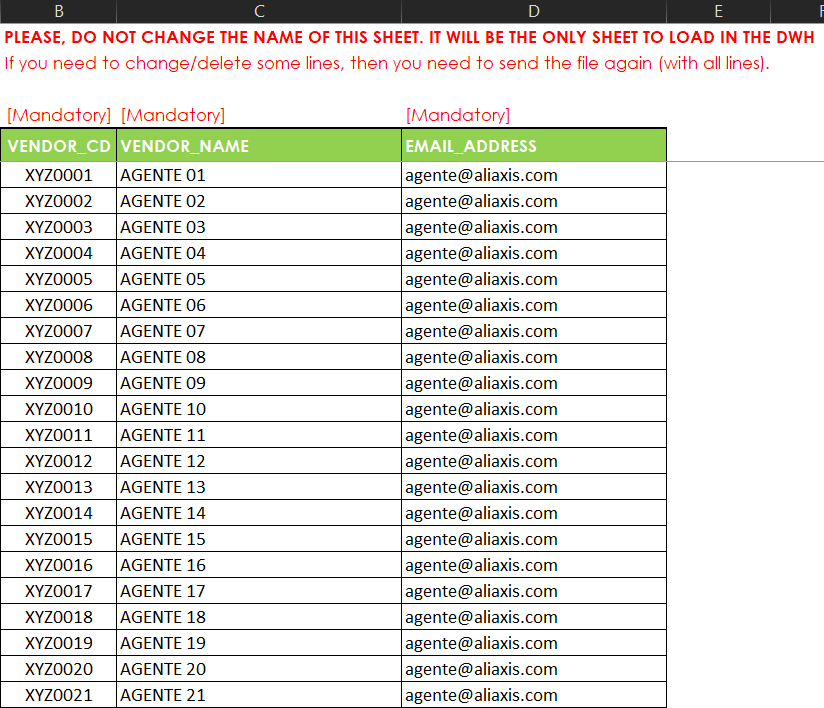 B C D E
PLEASE, DO NOT CHANGE THE NAME OF THIS SHEET. IT WILL BE THE ONLY SHEET TO LOAD IN THE DWH
If you need to change/delete some lines, then you need to send the file again (with all lines).
[Mandatory] [Mandatory] [Mandatory]
VENDOR_CD VENDOR_NAME EMAIL_ADDRESS
XYZ0001 AGENTE 01 agente@aliaxis.com
XYZ0002 AGENTE 02 agente@aliaxis.com
XYZ0003 AGENTE 03 agente@aliaxis.com
XYZ0004 AGENTE 04 agente@aliaxis.com
XYZ0005 AGENTE 05 agente@aliaxis.com
XYZ0006 AGENTE 06 agente@aliaxis.com
XYZ0007 AGENTE 07 agente@aliaxis.com
XYZ0008 AGENTE 08 agente@aliaxis.com
XYZ0009 AGENTE 09 agente@aliaxis.com
XYZ0010 AGENTE 10 agente@aliaxis.com
XYZ0011 AGENTE 11 agente@aliaxis.com
XYZ0012 AGENTE 12 agente@aliaxis.com
XYZ0013 AGENTE 13 agente@aliaxis.com
XYZ0014 AGENTE 14 agente@aliaxis.com
XYZ0015 AGENTE 15 agente@aliaxis.com
XYZ0016 AGENTE 16 agente@aliaxis.com
XYZ0017 AGENTE 17 agente@aliaxis.com
XYZ0018 AGENTE 18 agente@aliaxis.com
XYZ0019 AGENTE 19 agente@aliaxis.com
XYZ0020 AGENTE 20 agente@aliaxis.com
XYZ0021 AGENTE 21 agente@aliaxis.com